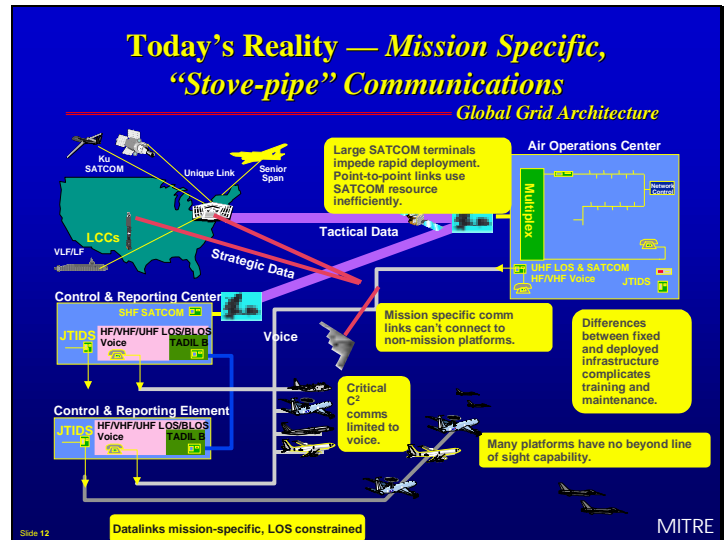 Today's Reality — Mission Specific,
“Stove-pipe” Communications
Global Grid Architecture
Ku
SATCOM
Unique Link
Senior
Span
Large SATCOM terminals
impede rapid deployment.
Point-to-point links use
SATCOM resource
inefficiently.
Air Operations Center
Multiplex
Network
Control
LCCs
VLF/LF
Tactical Data
Strategic Data
UHF LOS & SATCOM
HF/VHF Voice
JTIDS
Control & Reporting Center
SHF SATCOM
JTIDS
HF/VHF/UHF LOS/BLOS
Voice
TADIL B
Voice
Mission specific comm
links can't connect to
non-mission platforms.
Differences
between fixed
and deployed
infrastructure
complicates
training and
maintenance.
Critical
C2
comms
limited to
voice.
Control & Reporting Element
JTIDS
HF/VHF/UHF LOS/BLOS
Voice
TADIL B
Many platforms have no beyond line
of sight capability.
Datalinks mission-specific, LOS constrained
Slide 12
MITRE